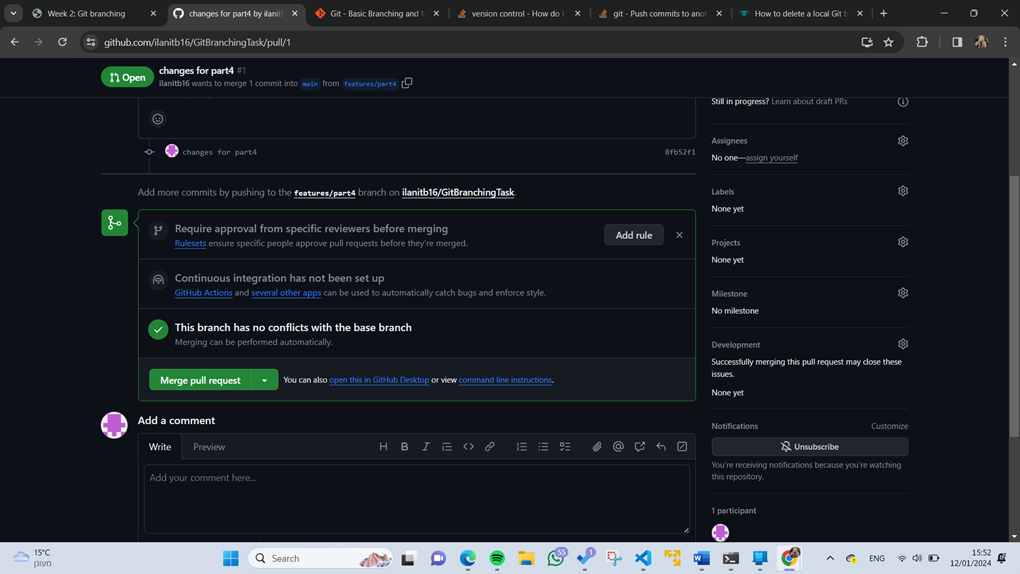 Week 2: Git branching
changes for part4 by ilanitb
Git - Basic Branching and M
version control - How do I
git - Push commits to anot
How to delete a local Git b
github.com/ilanitb16/GitBranchingTask/pull/1
Open
changes for part4 #1
ilanitb16 wants to merge 1 commit into main from features/part4
Still in progress? Learn about draft PRs
changes for part4
8fb52f1
Assignees
No one—assign yourself
Add more commits by pushing to the features/part4 branch on ilanitb16/GitBranchingTask.
Labels
None yet
Require approval from specific reviewers before merging
Rulesets ensure specific people approve pull requests before they're merged.
Add rule
Projects
None yet
Continuous integration has not been set up
GitHub Actions and several other apps can be used to automatically catch bugs and enforce style.
Milestone
No milestone
This branch has no conflicts with the base branch
Merging can be performed automatically.
Development
Successfully merging this pull request may close these
issues.
None yet
Merge pull request
You can also open this in GitHub Desktop or view command line instructions.
Add a comment
Notifications
Customize
Write
Preview
Unsubscribe
You're receiving notifications because you're watching
this repository.
Add your comment here...
1 participant
15°C
מעונן
Search
55
1
ENG
15:52
12/01/2024